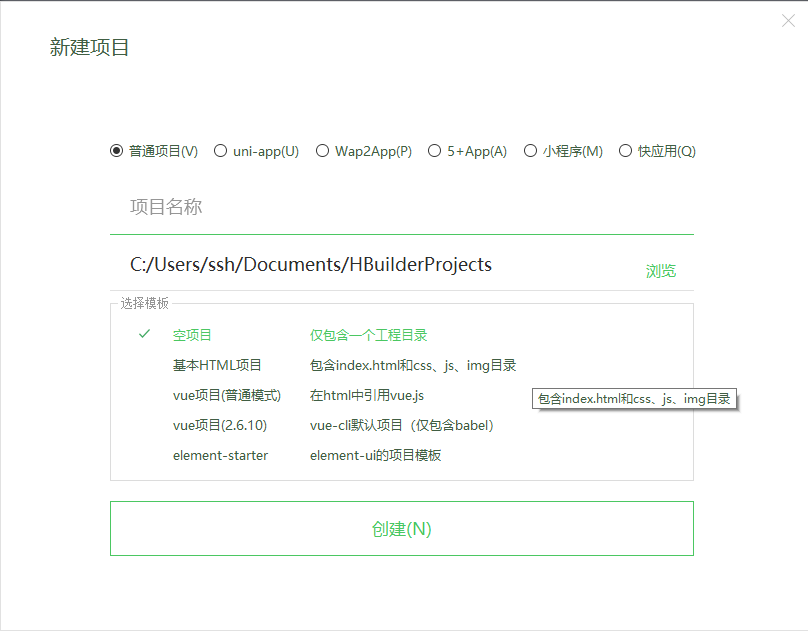 新建项目
普通项目(V) uni-app(U) Wap2App(P) 5+App(A) 小程序(M) 快应用(Q)
项目名称
C:/Users/ssh/Documents/HBuilderProjects 浏览
选择模板
空项目 仅包含一个工程目录
基本HTML项目 包含index.html和css、js、img目录
vue项目(普通模式) 在html中引用vue.js
包含index.html和css、js、img目录
vue项目(2.6.10) vue-cli默认项目（仅包含babel）
element-starter element-ui的项目模板
创建(N)